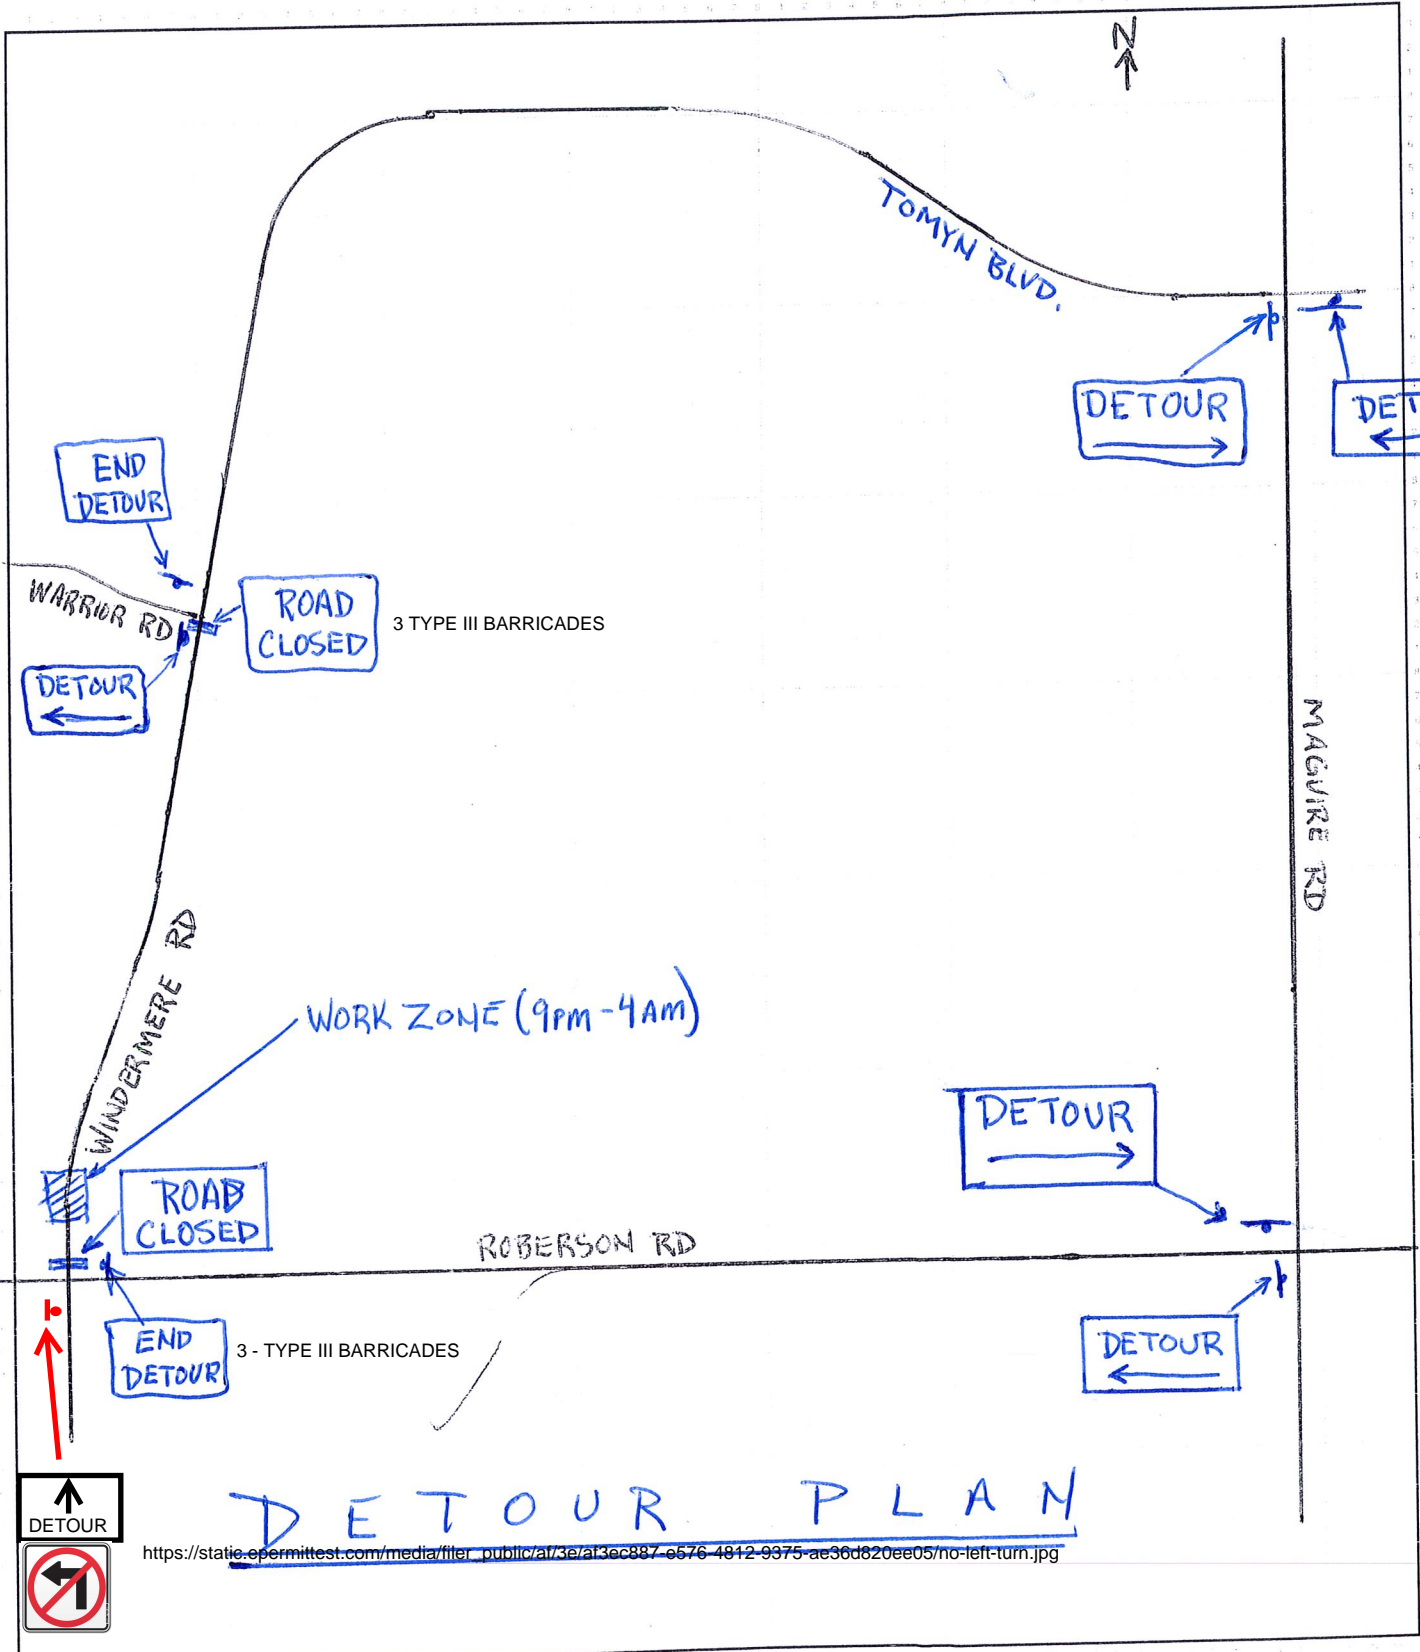 N
TOMYN BLVD.
DETOUR
DET
END
DETOUR
WARRIOR RD
ROAD
CLOSED
3 TYPE III BARRICADES
DETOUR
MAGUIRE RD
WINDERMERE RD
WORK ZONE (9PM-4AM)
DETOUR
ROAD
CLOSED
ROBERSON RD
END
DETOUR
3 - TYPE III BARRICADES
DETOUR
DETOUR
DETOUR PLAN
https://static.epermittest.com/media/filer_public/af/3e/af3ec887-e576-4812-9375-ae36d820ee05/no-left-turn.jpg